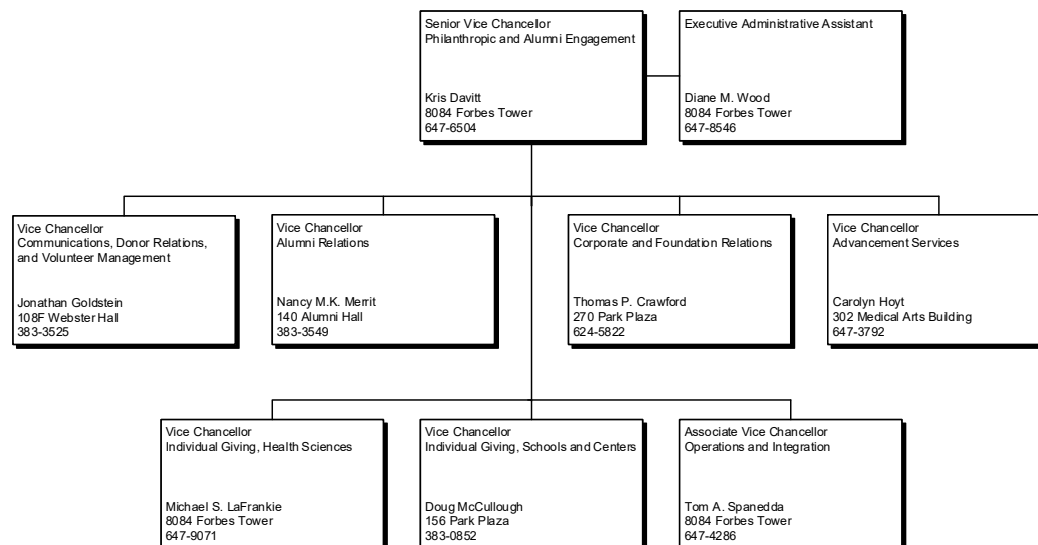 Senior Vice Chancellor
Philanthropic and Alumni Engagement
Kris Davitt
8084 Forbes Tower
647-6504
Executive Administrative Assistant
Diane M. Wood
8084 Forbes Tower
647-8546
Vice Chancellor
Communications, Donor Relations,
and Volunteer Management
Jonathan Goldstein
108F Webster Hall
383-3525
Vice Chancellor
Alumni Relations
Nancy M.K. Merrit
140 Alumni Hall
383-3549
Vice Chancellor
Corporate and Foundation Relations
Thomas P. Crawford
270 Park Plaza
624-5822
Vice Chancellor
Advancement Services
Carolyn Hoyt
302 Medical Arts Building
647-3792
Vice Chancellor
Individual Giving, Health Sciences
Michael S. LaFrankie
8084 Forbes Tower
647-9071
Vice Chancellor
Individual Giving, Schools and Centers
Doug McCullough
156 Park Plaza
383-0852
Associate Vice Chancellor
Operations and Integration
Tom A. Spanedda
8084 Forbes Tower
647-4286